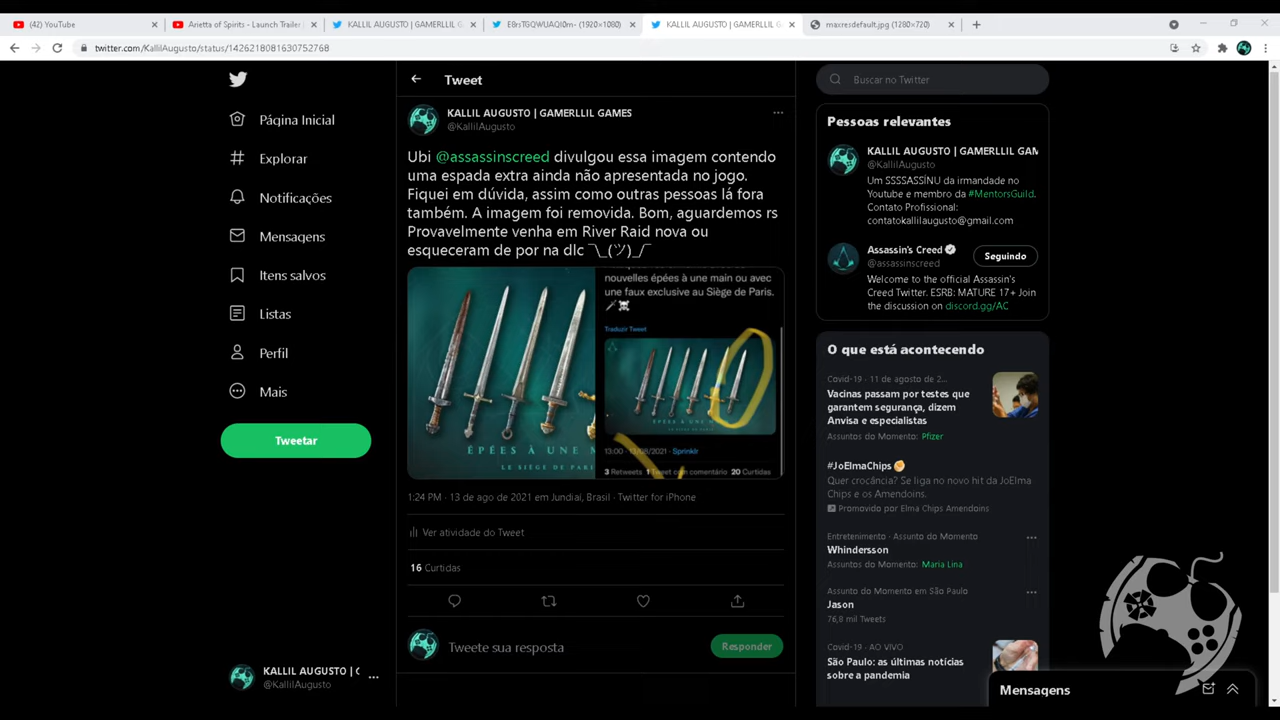 (42) YouTube
Arietta of Spirits - Launch Trailer
KALLIL AUGUSTO | GAMERLLIL G
E8rsTGQWUAQI0m- (1920×1080)
KALLIL AUGUSTO | GAMERLLIL G
maxresdefault.jpg (1280×720)
twitter.com/KallilAugusto/status/1426218081630752768
Página Inicial
Explorar
Notificações
Mensagens
Itens salvos
Listas
Perfil
Mais
Tweetar
KALLIL AUGUSTO | G
@KallilAugusto
Tweet
KALLIL AUGUSTO | GAMERLLIL GAMES
@KallilAugusto
Ubi @assassinscreed divulgou essa imagem contendo
uma espada extra ainda não apresentada no jogo.
Fiquei em dúvida, assim como outras pessoas lá fora
também. A imagem foi removida. Bom, aguardemos rs
Provavelmente venha em River Raid nova ou
esqueceram de por na dlc ¯\_(ツ)_/¯
ÉPÉES À UNE M
LE SIÈGE DE PARI
nouvelles épées à une main ou avec
une faux exclusive au Siège de Paris.
🗡️☠️
Traduzir Tweet
ÉPÉES À UNE M
13:00 · 12/08/2021 · Sprinklr
3 Retweets 1 Tweet com comentário 20 Curtidas
1:24 PM · 13 de ago de 2021 em Jundiaí, Brasil · Twitter for iPhone
Ver atividade do Tweet
16 Curtidas
Tweete sua resposta
Responder
Buscar no Twitter
Pessoas relevantes
KALLIL AUGUSTO | GAMERLLIL GAM
@KallilAugusto
Um SSSSASSÍNU da irmandade no
Youtube e membro da #MentorsGuild.
Contato Profissional:
contatokallilaugusto@gmail.com
Assassin's Creed
@assassinscreed
Seguindo
Welcome to the official Assassin's
Creed Twitter. ESRB: MATURE 17+ Join
the discussion on discord.gg/AC
O que está acontecendo
Covid-19 · 11 de agosto de 2...
Vacinas passam por testes que
garantem segurança, dizem
Anvisa e especialistas
Assuntos do Momento: Pfizer
#JoElmaChips ✊
Quer crocância? Se liga no novo hit da JoElma
Chips e os Amendoins.
Promovido por Elma Chips Amendoins
Entretenimento · Assunto do Momento
Whindersson
Assuntos do Momento: Maria Lina
Assunto do Momento em São Paulo
Jason
76,8 mil Tweets
Covid-19 · AO VIVO
São Paulo: as últimas notícias
sobre a pandemia
Mensagens